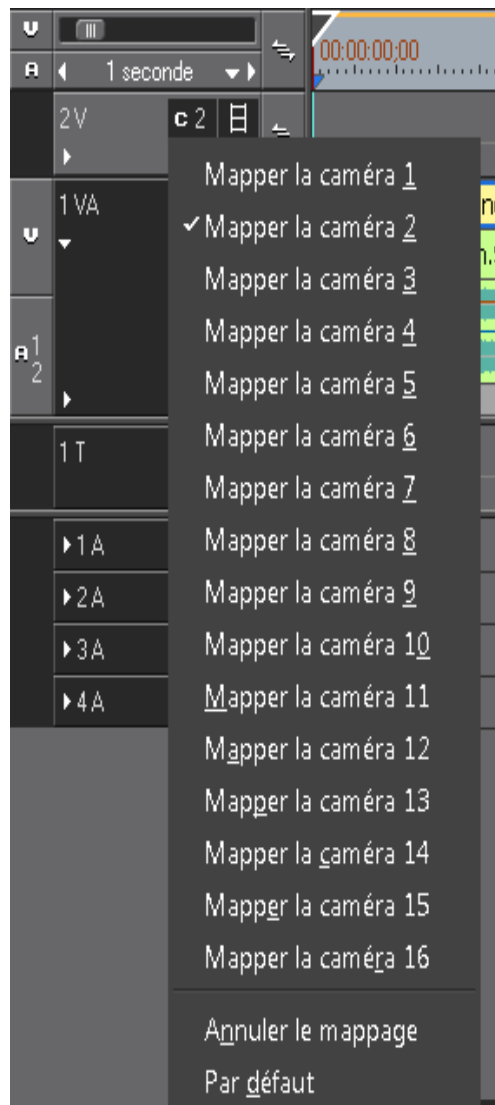 V
A 1 seconde 00:00:00;00
2 V C 2
Mapper la caméra 1
1 VA
V
Mapper la caméra 2
Mapper la caméra 3
Mapper la caméra 4
A 1 2
Mapper la caméra 5
1 T
Mapper la caméra 6
Mapper la caméra 7
1 A
Mapper la caméra 8
2 A
Mapper la caméra 9
3 A
Mapper la caméra 10
4 A
Mapper la caméra 11
Mapper la caméra 12
Mapper la caméra 13
Mapper la caméra 14
Mapper la caméra 15
Mapper la caméra 16
Annuler le mappage
Par défaut